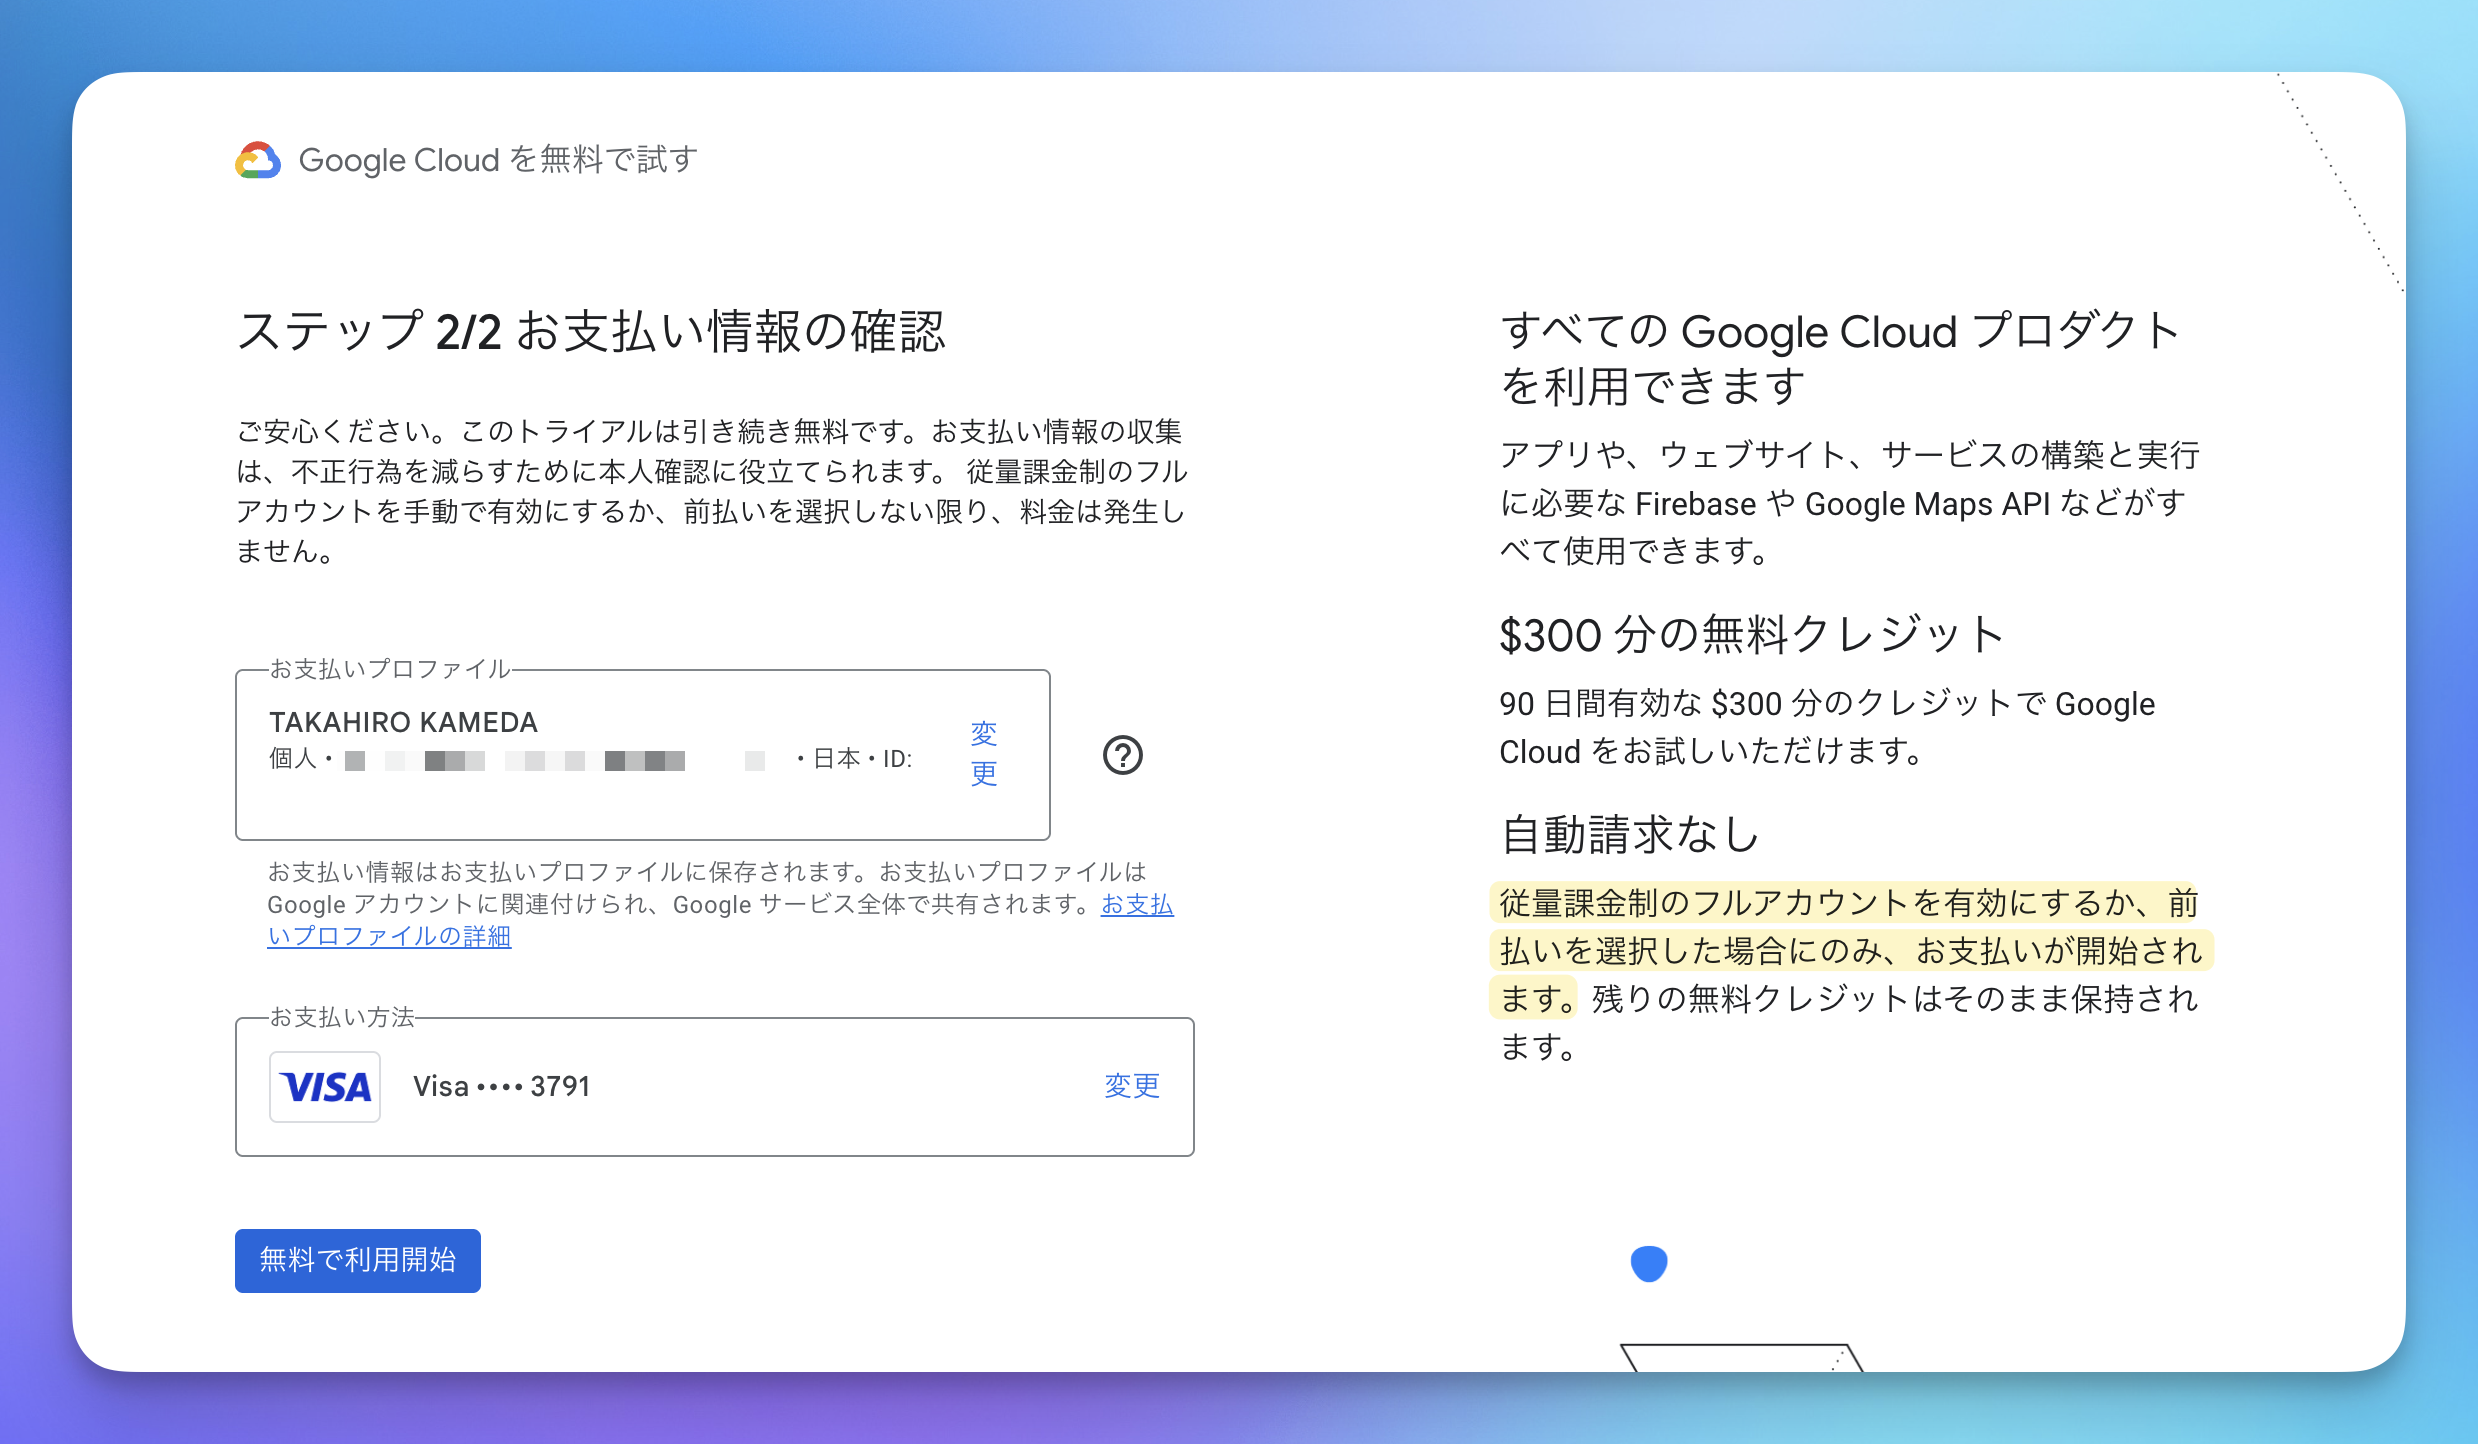 Google Cloud を無料で試す
ステップ 2/2 お支払い情報の確認
ご安心ください。このトライアルは引き続き無料です。お支払い情報の収集
は、不正行為を減らすために本人確認に役立てられます。 従量課金制のフル
アカウントを手動で有効にするか、前払いを選択しない限り、料金は発生し
ません。
お支払いプロファイル
TAKAHIRO KAMEDA
個人・
・日本・ID:
変
更
お支払い情報はお支払いプロファイルに保存されます。お支払いプロファイルは
Google アカウントに関連付けられ、Google サービス全体で共有されます。お支払
いプロファイルの詳細
お支払い方法
VISA
Visa •••• 3791
変更
無料で利用開始
すべての Google Cloud プロダクト
を利用できます
アプリや、ウェブサイト、サービスの構築と実行
に必要な Firebase や Google Maps API などがす
べて使用できます。
$300 分の無料クレジット
90 日間有効な $300 分のクレジットで Google
Cloud をお試しいただけます。
自動請求なし
従量課金制のフルアカウントを有効にするか、前
払いを選択した場合にのみ、お支払いが開始され
ます。残りの無料クレジットはそのまま保持され
ます。